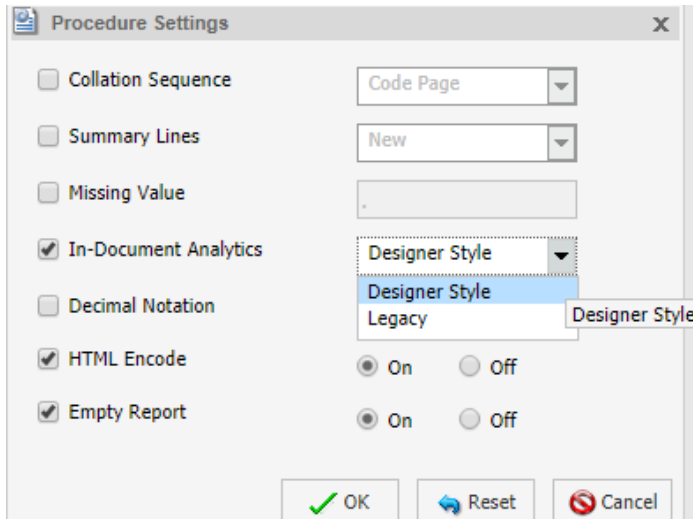 Procedure Settings X
Collation Sequence Code Page
Summary Lines New
Missing Value .
In-Document Analytics Designer Style
Designer Style
Decimal Notation Legacy Designer Style
HTML Encode On Off
Empty Report On Off
OK Reset Cancel